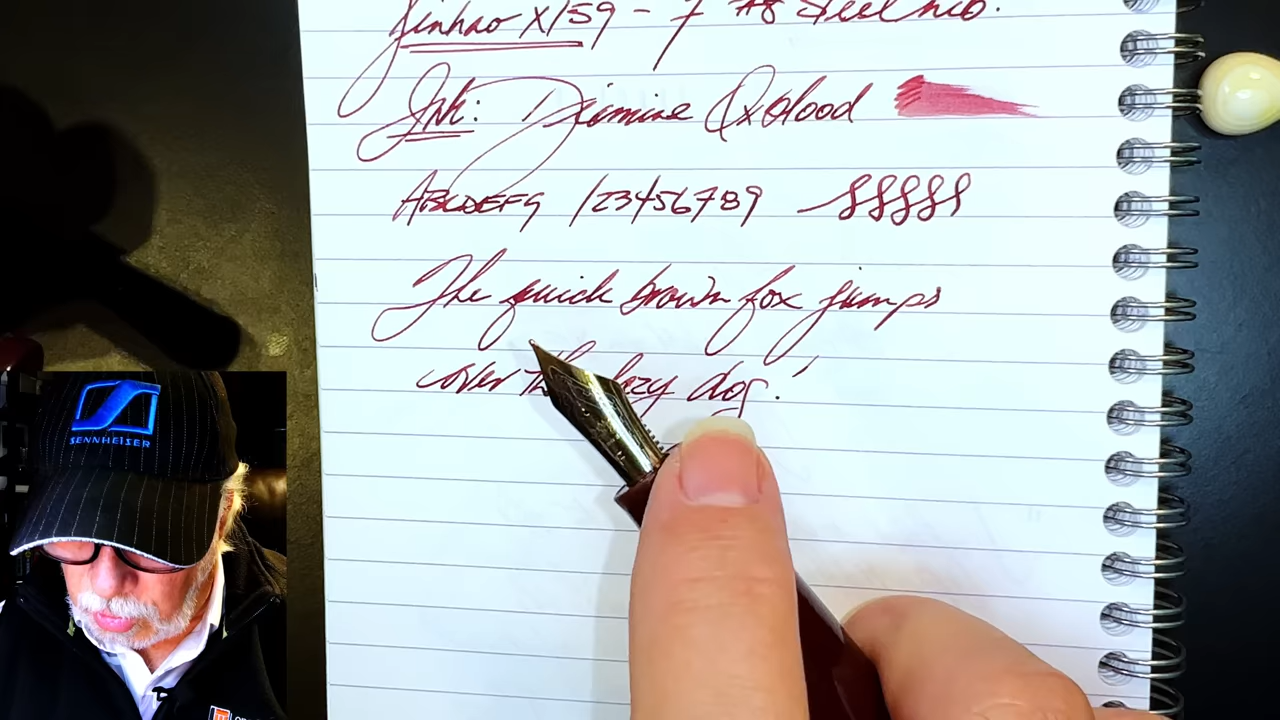 Jinhao X159 - 7 #8 Steel nib.
Ink: Diamine Oxblood
ABCDEFG 123456789
The quick brown fox jumps
over the lazy dog.'
SENNHEISER